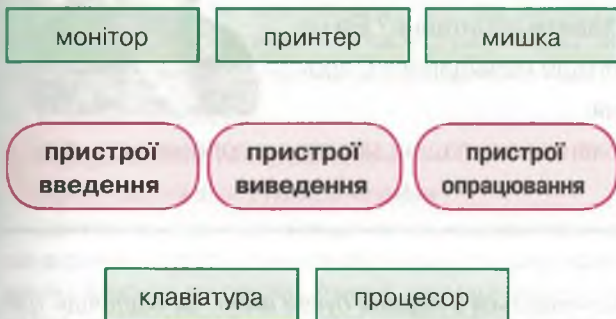 монітор принтер мишка
пристрої пристрої пристрої
введення виведення опрацювання
клавіатура процесор